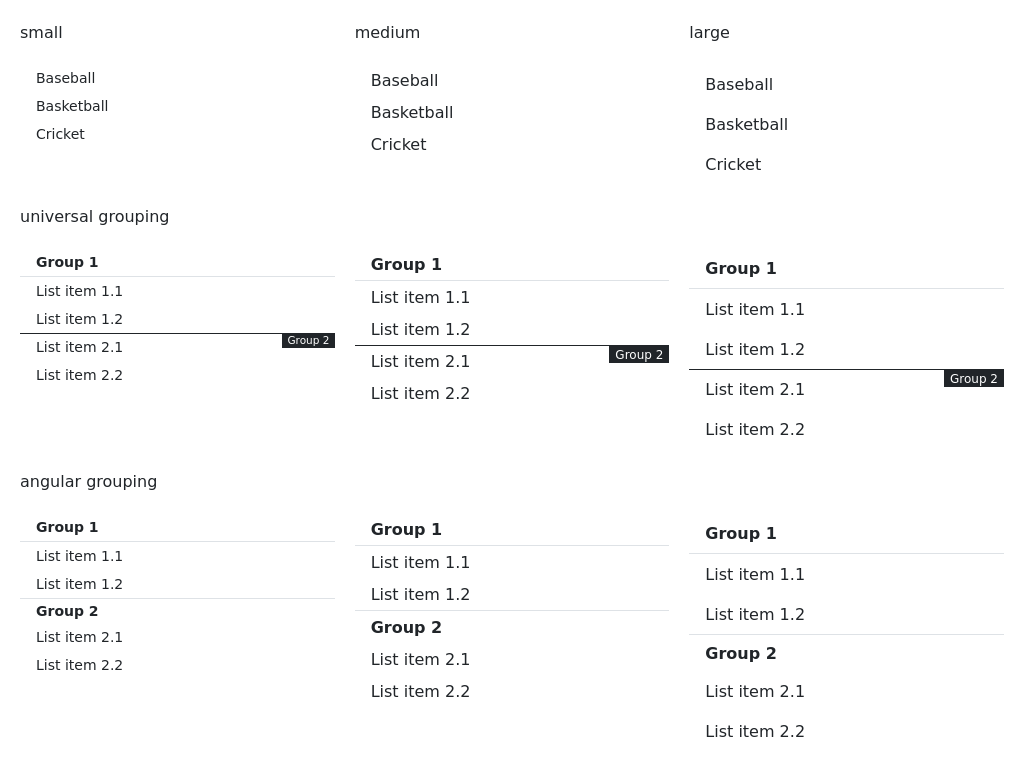 small
medium
large
Baseball
Basketball
Cricket
Baseball
Basketball
Cricket
Baseball
Basketball
Cricket
universal grouping
Group 1
List item 1.1
List item 1.2
Group 2
List item 2.1
List item 2.2
Group 1
List item 1.1
List item 1.2
Group 2
List item 2.1
List item 2.2
Group 1
List item 1.1
List item 1.2
Group 2
List item 2.1
List item 2.2
angular grouping
Group 1
List item 1.1
List item 1.2
Group 2
List item 2.1
List item 2.2
Group 1
List item 1.1
List item 1.2
Group 2
List item 2.1
List item 2.2
Group 1
List item 1.1
List item 1.2
Group 2
List item 2.1
List item 2.2